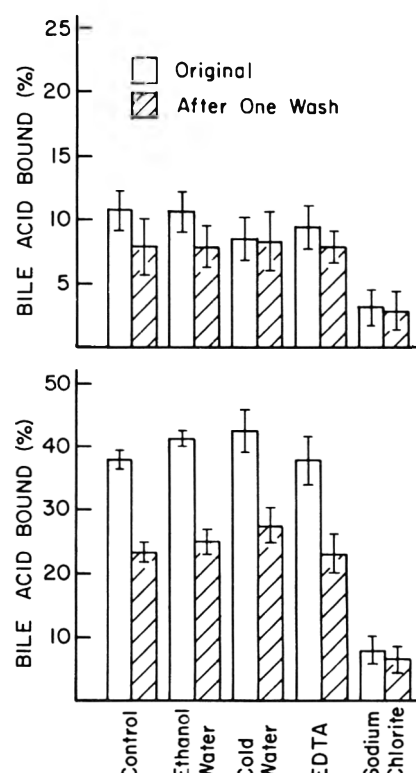 25
20
15
10
5
BILE ACID BOUND (%)
Original
After One Wash
50
40
30
20
10
BILE ACID BOUND (%)
Control
Ethanol
Water
Cold
Water
EDTA
Sodium
Chlorite